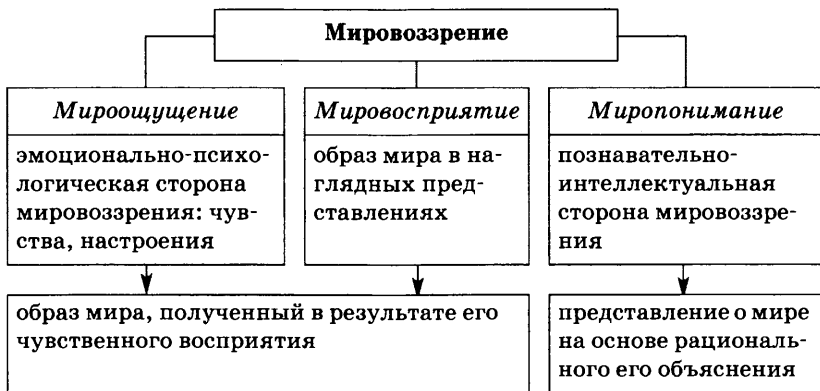 Мировоззрение
Мироощущение
эмоционально-психо-
логическая сторона
мировоззрения: чув-
ства, настроения
Мировосприятие
образ мира в на-
глядных пред-
ставлениях
Миропонимание
познавательно-
интеллектуальная
сторона мировоззре-
ния
образ мира, полученный в результате его
чувственного восприятия
представление о мире
на основе рациональ-
ного его объяснения